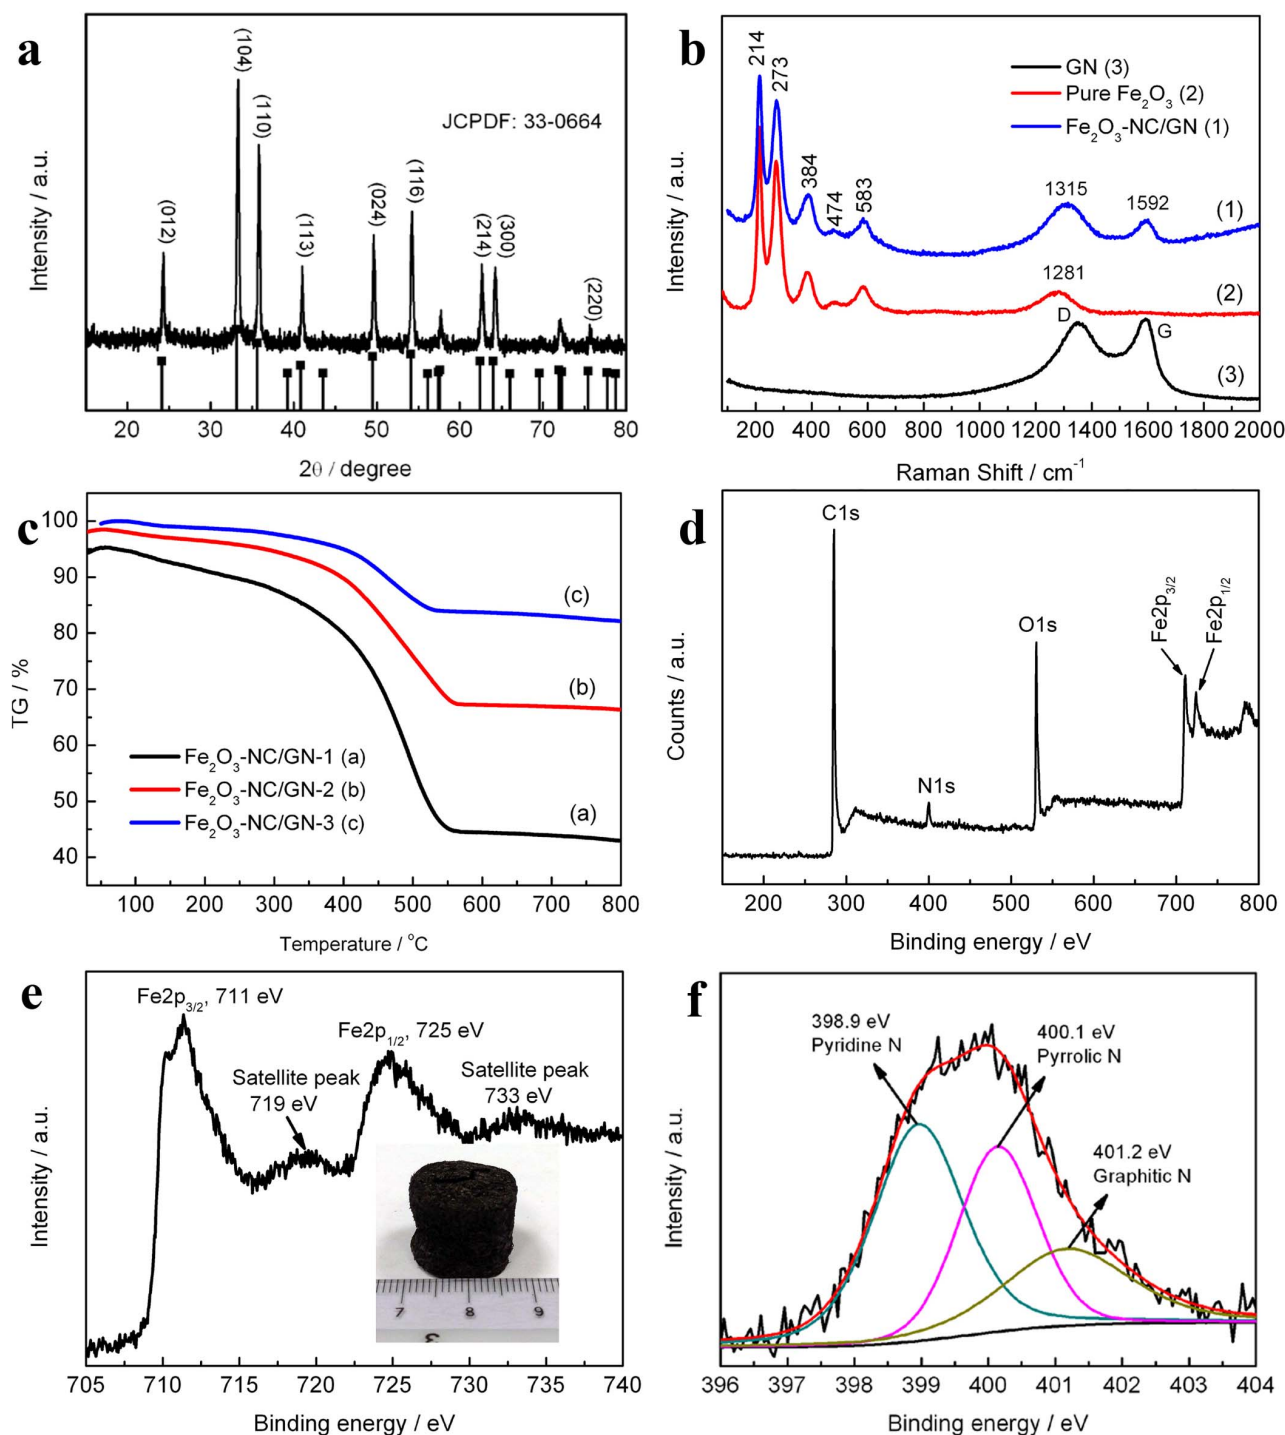 a
Intensity / a.u.
(012)
(104)
(110)
(113)
(024)
(116)
(214)
(300)
(220)
JCPDF: 33-0664
20 30 40 50 60 70 80
2θ / degree
b
Intensity / a.u.
214
273
384
474
583
1315
1592
1281
D
G
GN (3)
Pure Fe₂O₃ (2)
Fe₂O₃-NC/GN (1)
(1)
(2)
(3)
200 400 600 800 1000 1200 1400 1600 1800 2000
Raman Shift / cm⁻¹
c
TG / %
100
90
80
70
60
50
40
(c)
(b)
(a)
Fe₂O₃-NC/GN-1 (a)
Fe₂O₃-NC/GN-2 (b)
Fe₂O₃-NC/GN-3 (c)
100 200 300 400 500 600 700 800
Temperature / °C
d
Counts / a.u.
C1s
N1s
O1s
Fe2p₃/₂
Fe2p₁/₂
200 300 400 500 600 700 800
Binding energy / eV
e
Intensity / a.u.
Fe2p₃/₂, 711 eV
Fe2p₁/₂, 725 eV
Satellite peak
719 eV
Satellite peak
733 eV
7 8 9
3
705 710 715 720 725 730 735 740
Binding energy / eV
f
Intensity / a.u.
398.9 eV
Pyridine N
400.1 eV
Pyrrolic N
401.2 eV
Graphitic N
396 397 398 399 400 401 402 403 404
Binding energy / eV